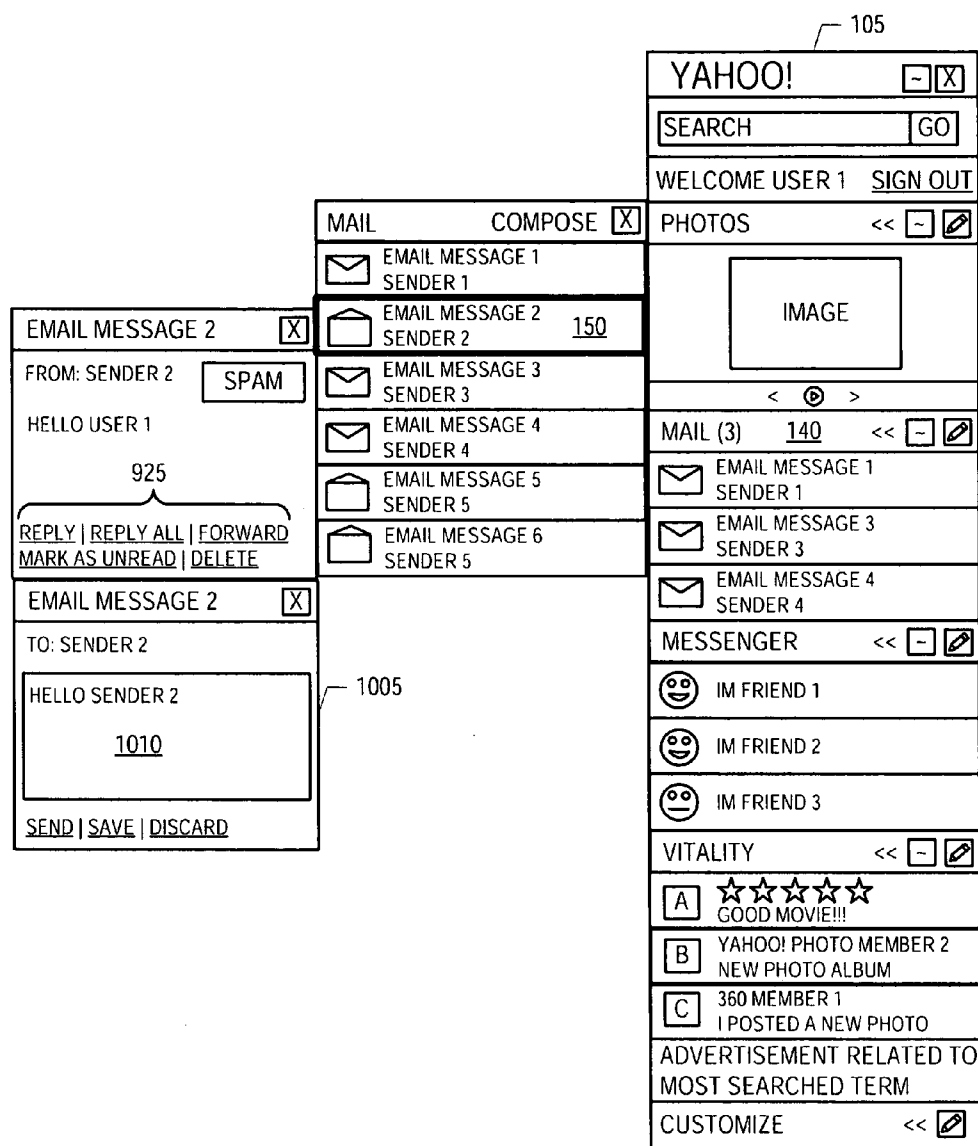 105
YAHOO! ~ X
SEARCH GO
WELCOME USER 1 SIGN OUT
PHOTOS << ~
IMAGE
< >
MAIL (3) 140 << ~
EMAIL MESSAGE 1
SENDER 1
EMAIL MESSAGE 3
SENDER 3
EMAIL MESSAGE 4
SENDER 4
MESSENGER << ~
IM FRIEND 1
IM FRIEND 2
IM FRIEND 3
VITALITY << ~
A
GOOD MOVIE!!!
B YAHOO! PHOTO MEMBER 2
NEW PHOTO ALBUM
C 360 MEMBER 1
I POSTED A NEW PHOTO
ADVERTISEMENT RELATED TO
MOST SEARCHED TERM
CUSTOMIZE <<
MAIL COMPOSE X
EMAIL MESSAGE 1
SENDER 1
EMAIL MESSAGE 2
SENDER 2 150
EMAIL MESSAGE 3
SENDER 3
EMAIL MESSAGE 4
SENDER 4
EMAIL MESSAGE 5
SENDER 5
EMAIL MESSAGE 6
SENDER 5
EMAIL MESSAGE 2 X
FROM: SENDER 2 SPAM
HELLO USER 1
925
REPLY | REPLY ALL | FORWARD
MARK AS UNREAD | DELETE
EMAIL MESSAGE 2 X
TO: SENDER 2
HELLO SENDER 2
1010
SEND | SAVE | DISCARD
1005